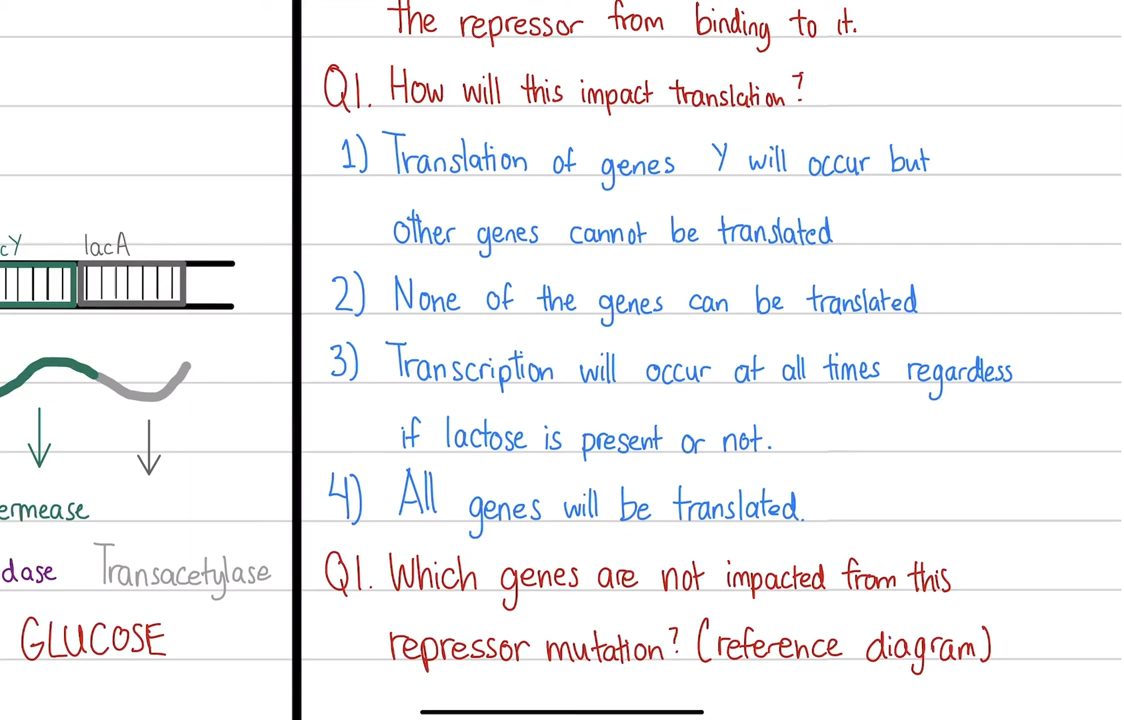 the repressor from binding to it.
Q1. How will this impact translation?
1) Translation of genes Y will occur but
other genes cannot be translated
2) None of the genes can be translated
3) Transcription will occur at all times regardless
if lactose is present or not.
4) All genes will be translated.
Q1. Which genes are not impacted from this
repressor mutation? (reference diagram)
cY lacA
ermease
dase Transacetylase
GLUCOSE